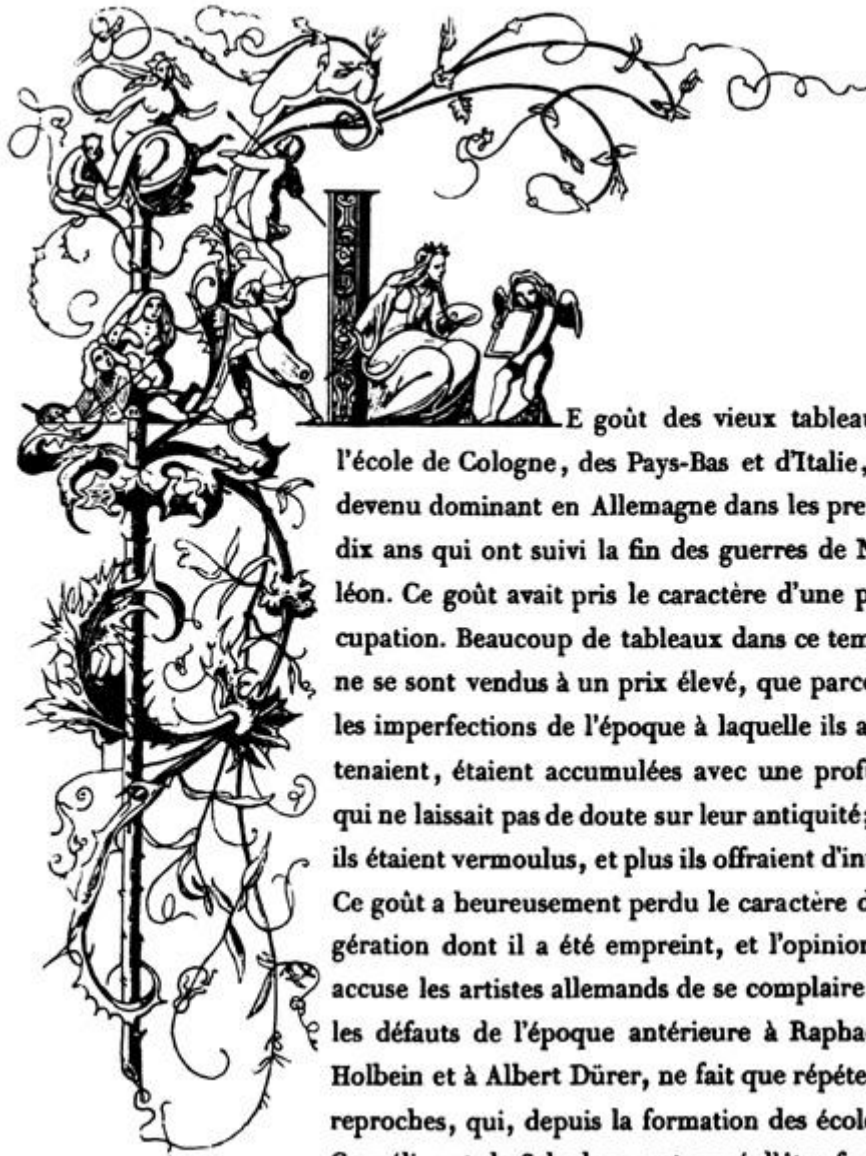 LE goût des vieux tableau
l'école de Cologne, des Pays-Bas et d'Italie,
devenu dominant en Allemagne dans les pre
dix ans qui ont suivi la fin des guerres de N
léon. Ce goût avait pris le caractère d'une p
cupation. Beaucoup de tableaux dans ce tem
ne se sont vendus à un prix élevé, que parce
les imperfections de l'époque à laquelle ils a
tenaient, étaient accumulées avec une prof
qui ne laissait pas de doute sur leur antiquité;
ils étaient vermoulus, et plus ils offraient d'in
Ce goût a heureusement perdu le caractère d
gération dont il a été empreint, et l'opinion
accuse les artistes allemands de se complaire
les défauts de l'époque antérieure à Rapha
Holbein et à Albert Dürer, ne fait que répéte
reproches, qui, depuis la formation des école